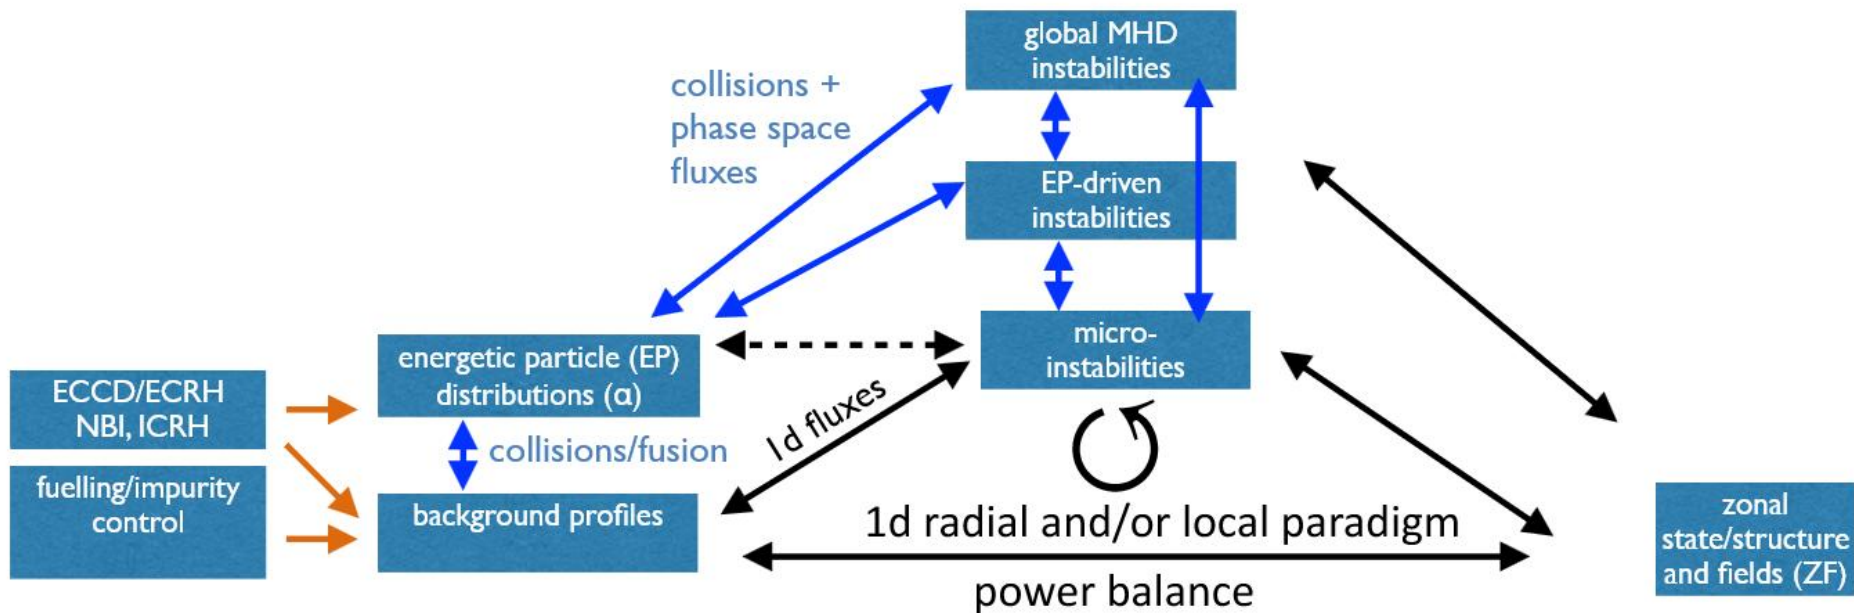 global MHD
instabilities
collisions +
phase space
fluxes
EP-driven
instabilities
micro-
instabilities
energetic particle (EP)
distributions (α)
ECCD/ECRH
NBI, ICRH
collisions/fusion
1d fluxes
fuelling/impurity
control
background profiles
1d radial and/or local paradigm
power balance
zonal
state/structure
and fields (ZF)